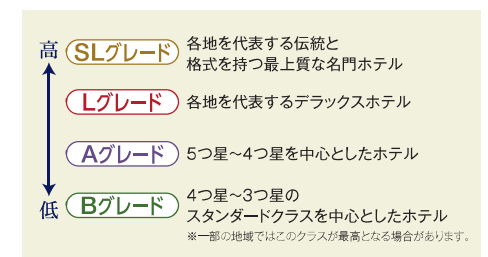 高
SLグレード
各地を代表する伝統と
格式を持つ最上質な名門ホテル
Lグレード
各地を代表するデラックスホテル
Aグレード
5つ星～4つ星を中心としたホテル
低
Bグレード
4つ星～3つ星の
スタンダードクラスを中心としたホテル
※一部の地域ではこのクラスが最高となる場合があります。